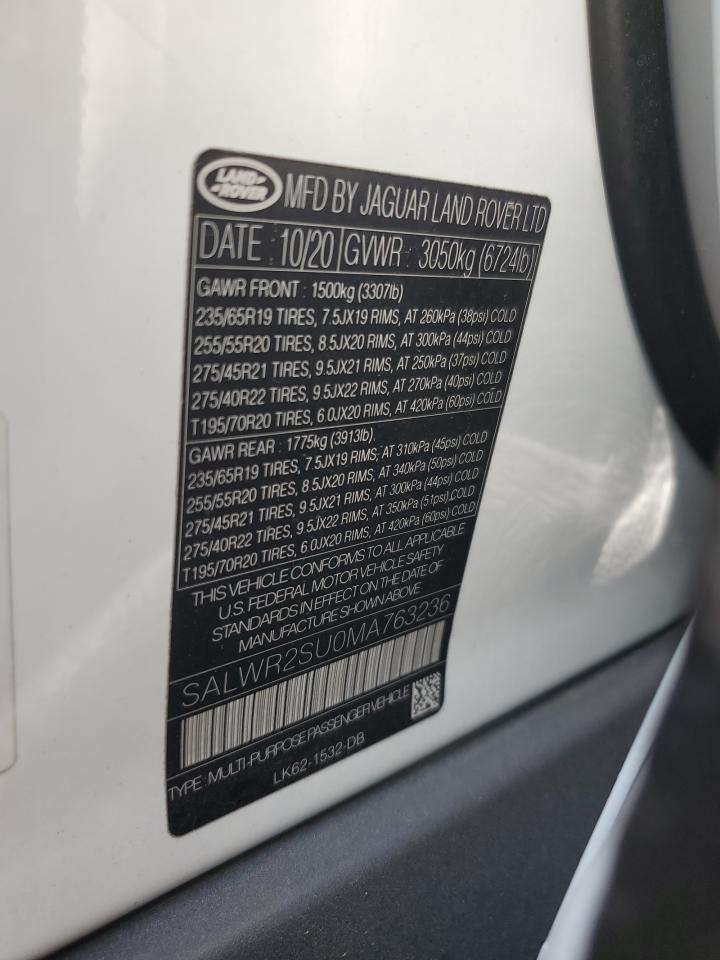 LAND ROVER MFD BY JAGUAR LAND ROVER LTD
DATE : 10/20 GVWR : 3050kg (6724lb)
GAWR FRONT : 1500kg (3307lb)
235/65R19 TIRES, 7.5JX19 RIMS, AT 260kPa (38psi) COLD
255/55R20 TIRES, 8.5JX20 RIMS, AT 300kPa (44psi) COLD
275/45R21 TIRES, 9.5JX21 RIMS, AT 250kPa (37psi) COLD
275/40R22 TIRES, 9.5JX22 RIMS, AT 270kPa (40psi) COLD
T195/70R20 TIRES, 6.0JX20 RIMS, AT 420kPa (60psi) COLD
GAWR REAR : 1775kg (3913lb)
235/65R19 TIRES, 7.5JX19 RIMS, AT 310kPa (45psi) COLD
255/55R20 TIRES, 8.5JX20 RIMS, AT 340kPa (50psi) COLD
275/45R21 TIRES, 9.5JX21 RIMS, AT 300kPa (44psi) COLD
275/40R22 TIRES, 9.5JX22 RIMS, AT 350kPa (51psi) COLD
T195/70R20 TIRES, 6.0JX20 RIMS, AT 420kPa (60psi) COLD
THIS VEHICLE CONFORMS TO ALL APPLICABLE
U.S. FEDERAL MOTOR VEHICLE SAFETY
STANDARDS IN EFFECT ON THE DATE OF
MANUFACTURE SHOWN ABOVE
SALWR2SU0MA763236
TYPE : MULTI-PURPOSE PASSENGER VEHICLE
LK62-1532-DB